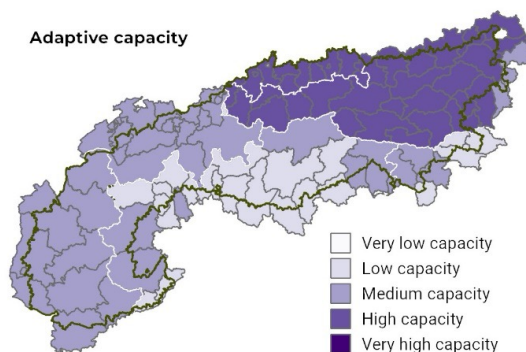 Adaptive capacity
Very low capacity
Low capacity
Medium capacity
High capacity
Very high capacity